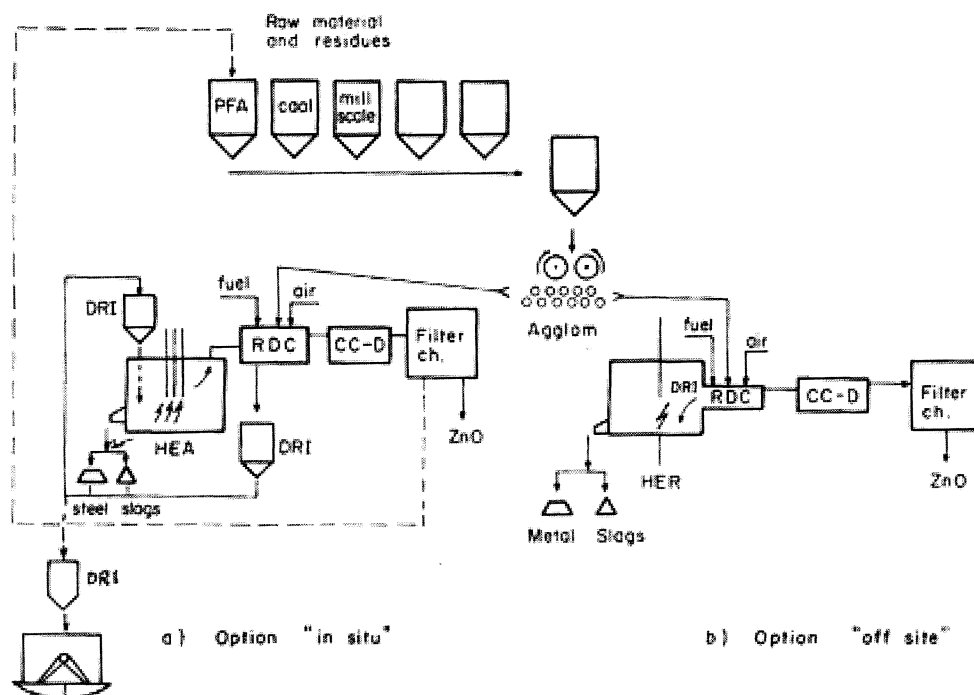 Raw material
and residues
PFA
coal
mill
scale
fuel
air
DRI
RDC
CC-D
Filter
ch.
HEA
DRI
ZnO
steel slags
DRI
Agglom
fuel
air
DRI
RDC
CC-D
Filter
ch.
HER
ZnO
Metal Slags
a) Option "in situ"
b) Option "off site"